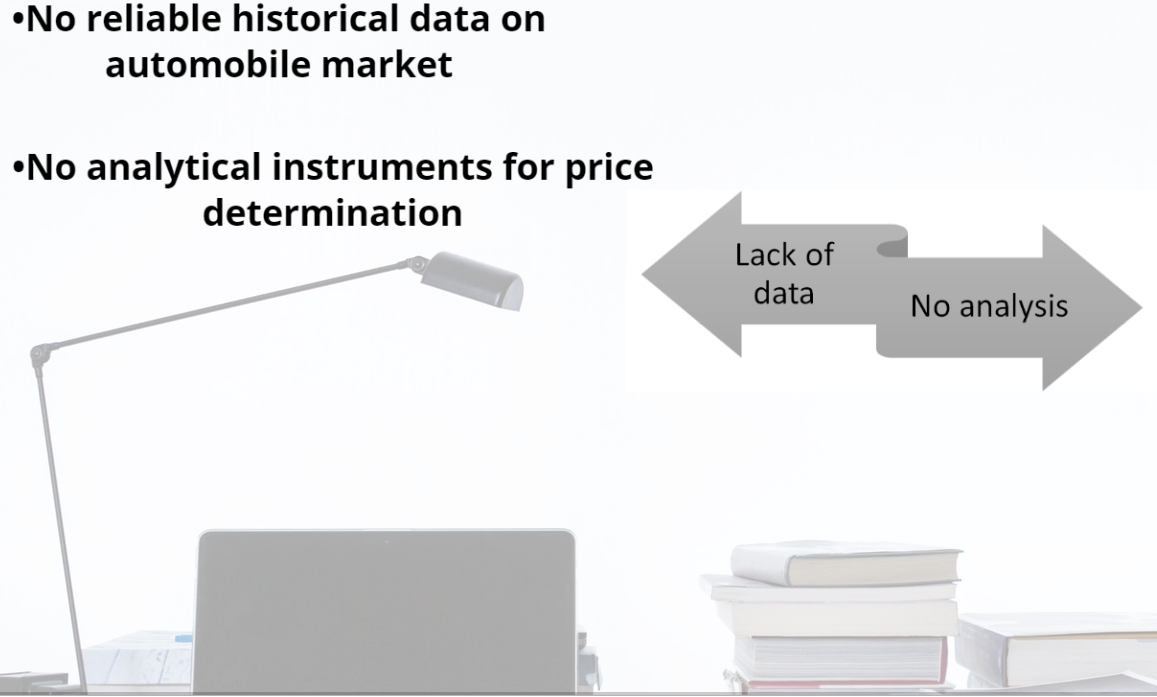 •No reliable historical data on
automobile market
•No analytical instruments for price
determination
Lack of
data
No analysis